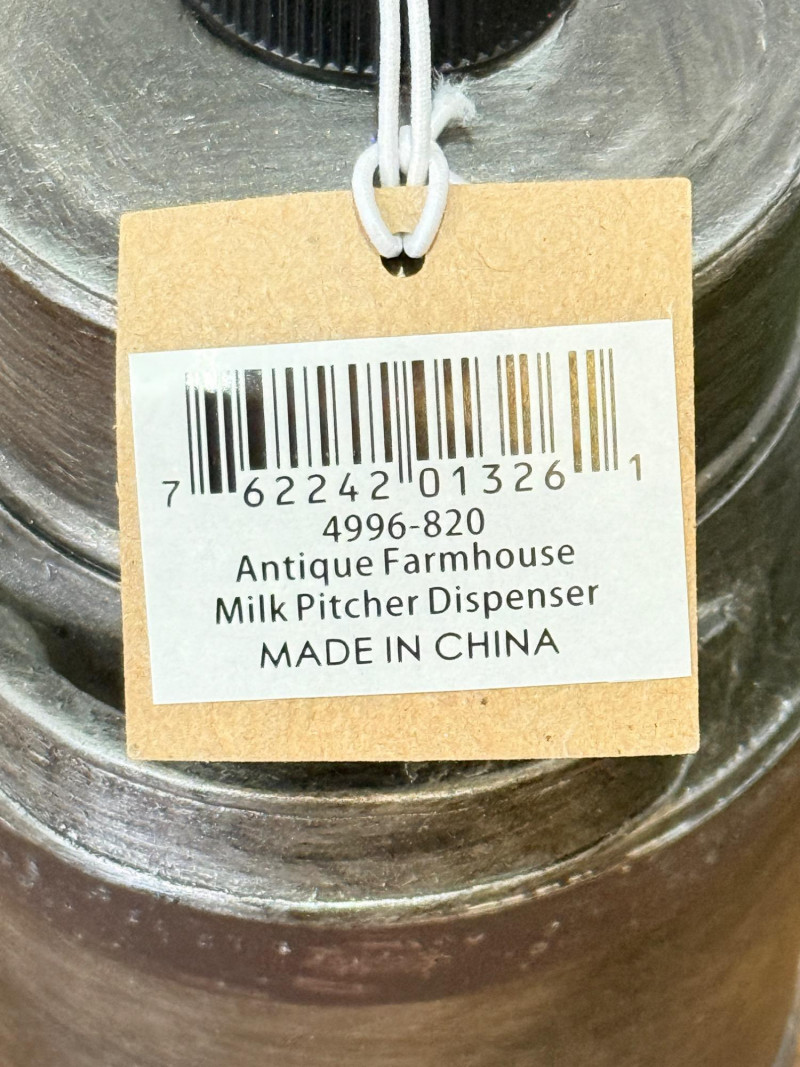 7 62242 01326 1
4996-820
Antique Farmhouse
Milk Pitcher Dispenser
MADE IN CHINA